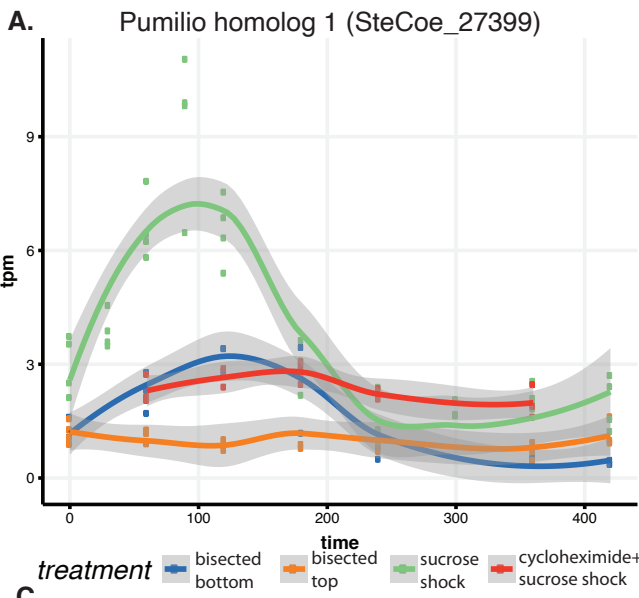 A. Pumilio homolog 1 (SteCoe_27399)
9
6
3
0
tpm
0 100 200 300 400
time
treatment bisected bottom bisected top sucrose shock cycloheximide+ sucrose shock
C